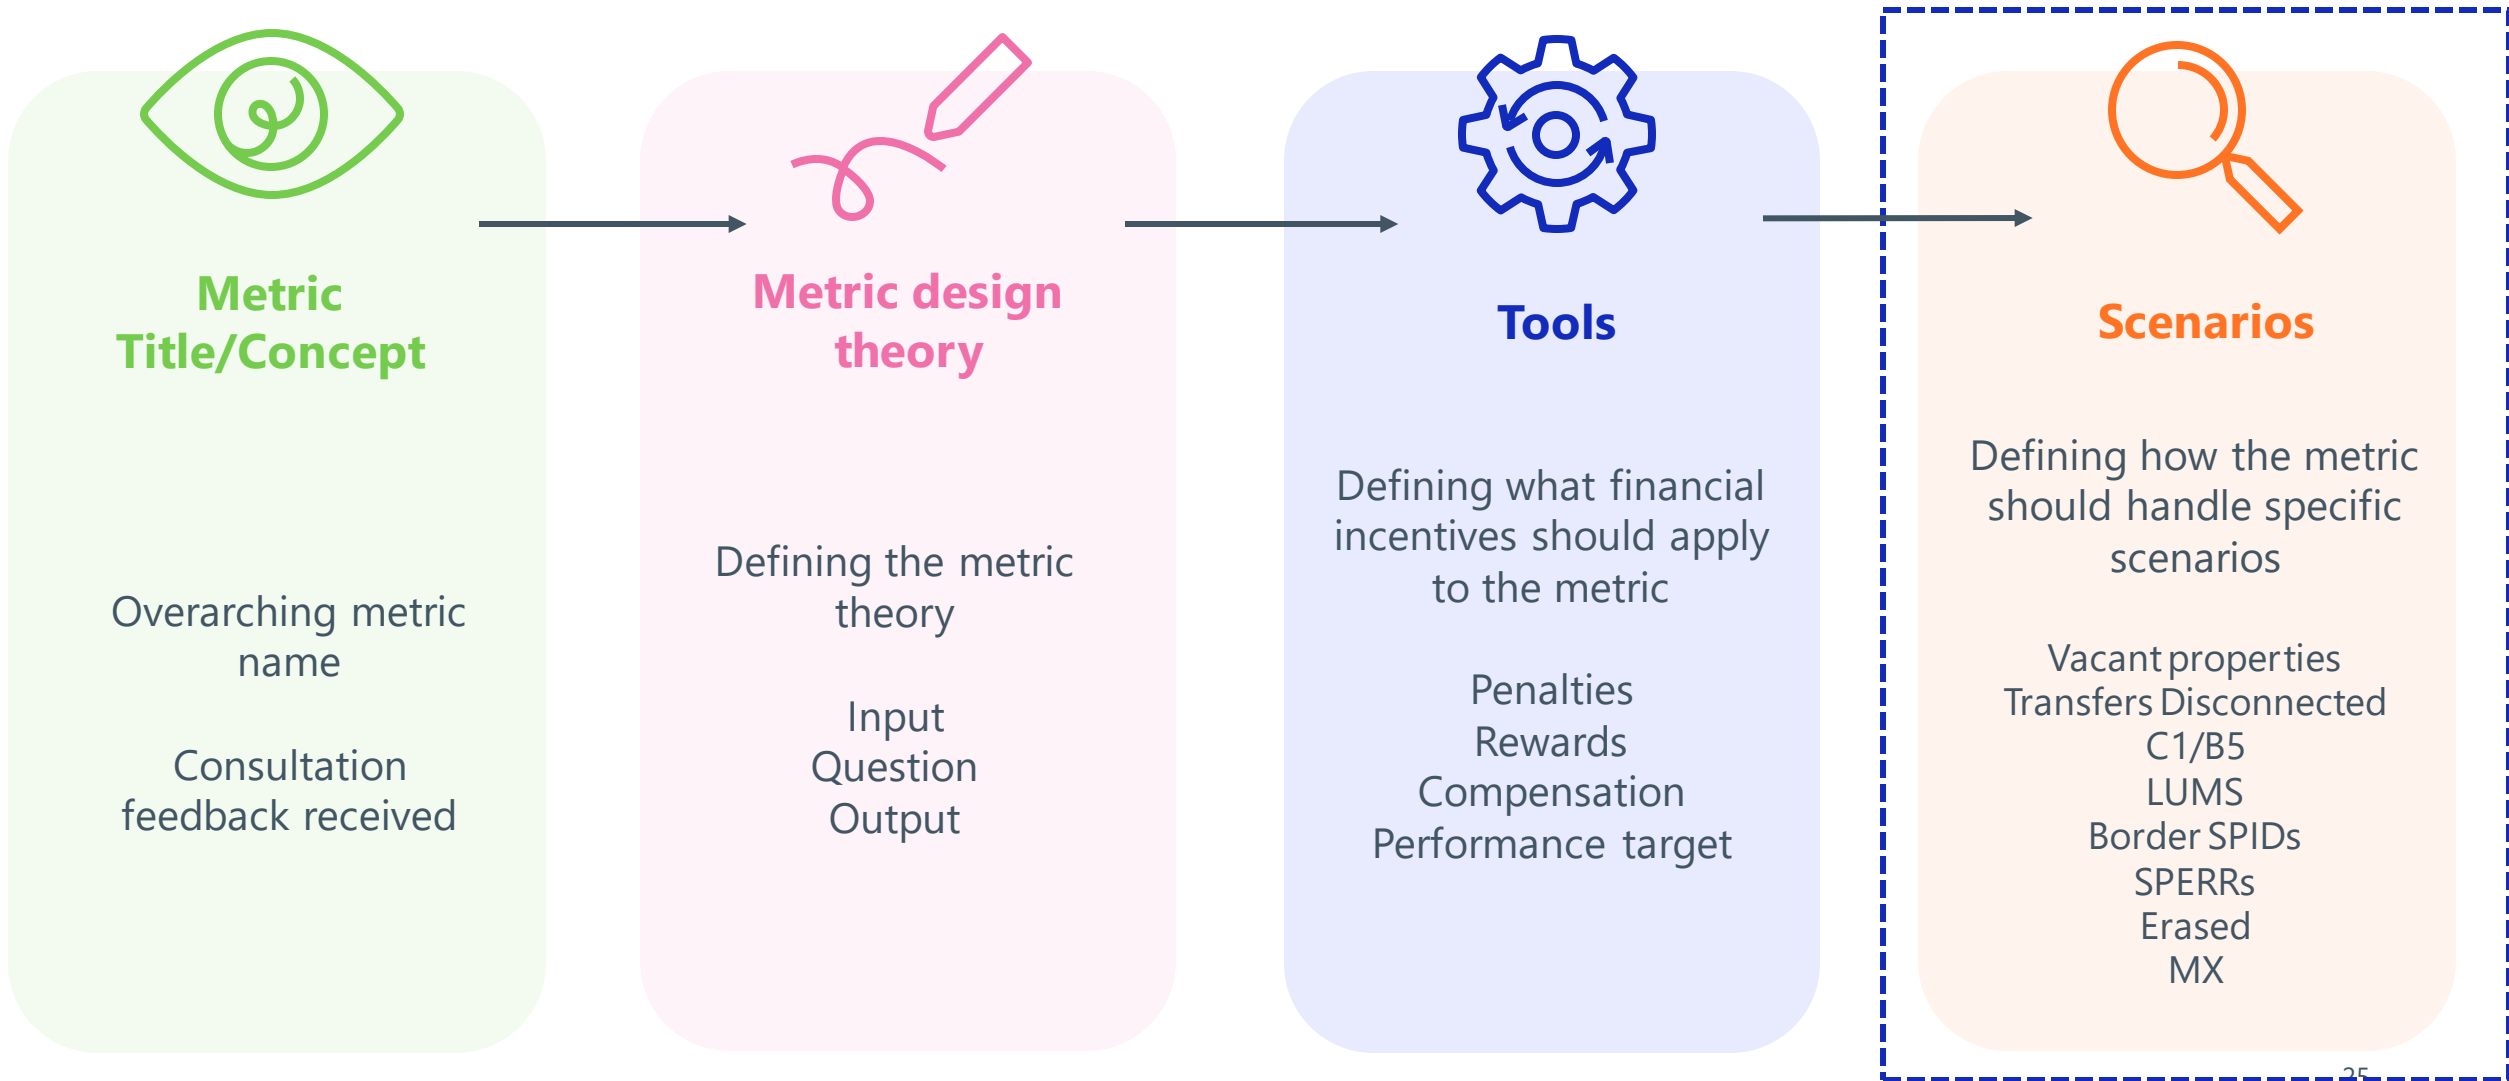 Metric
Title/Concept
Overarching metric
name
Consultation
feedback received
Metric design
theory
Defining the metric
theory
Input
Question
Output
Tools
Defining what financial
incentives should apply
to the metric
Penalties
Rewards
Compensation
Performance target
Scenarios
Defining how the metric
should handle specific
scenarios
Vacant properties
Transfers Disconnected
C1/B5
LUMS
Border SPIDs
SPERRs
Erased
MX
25